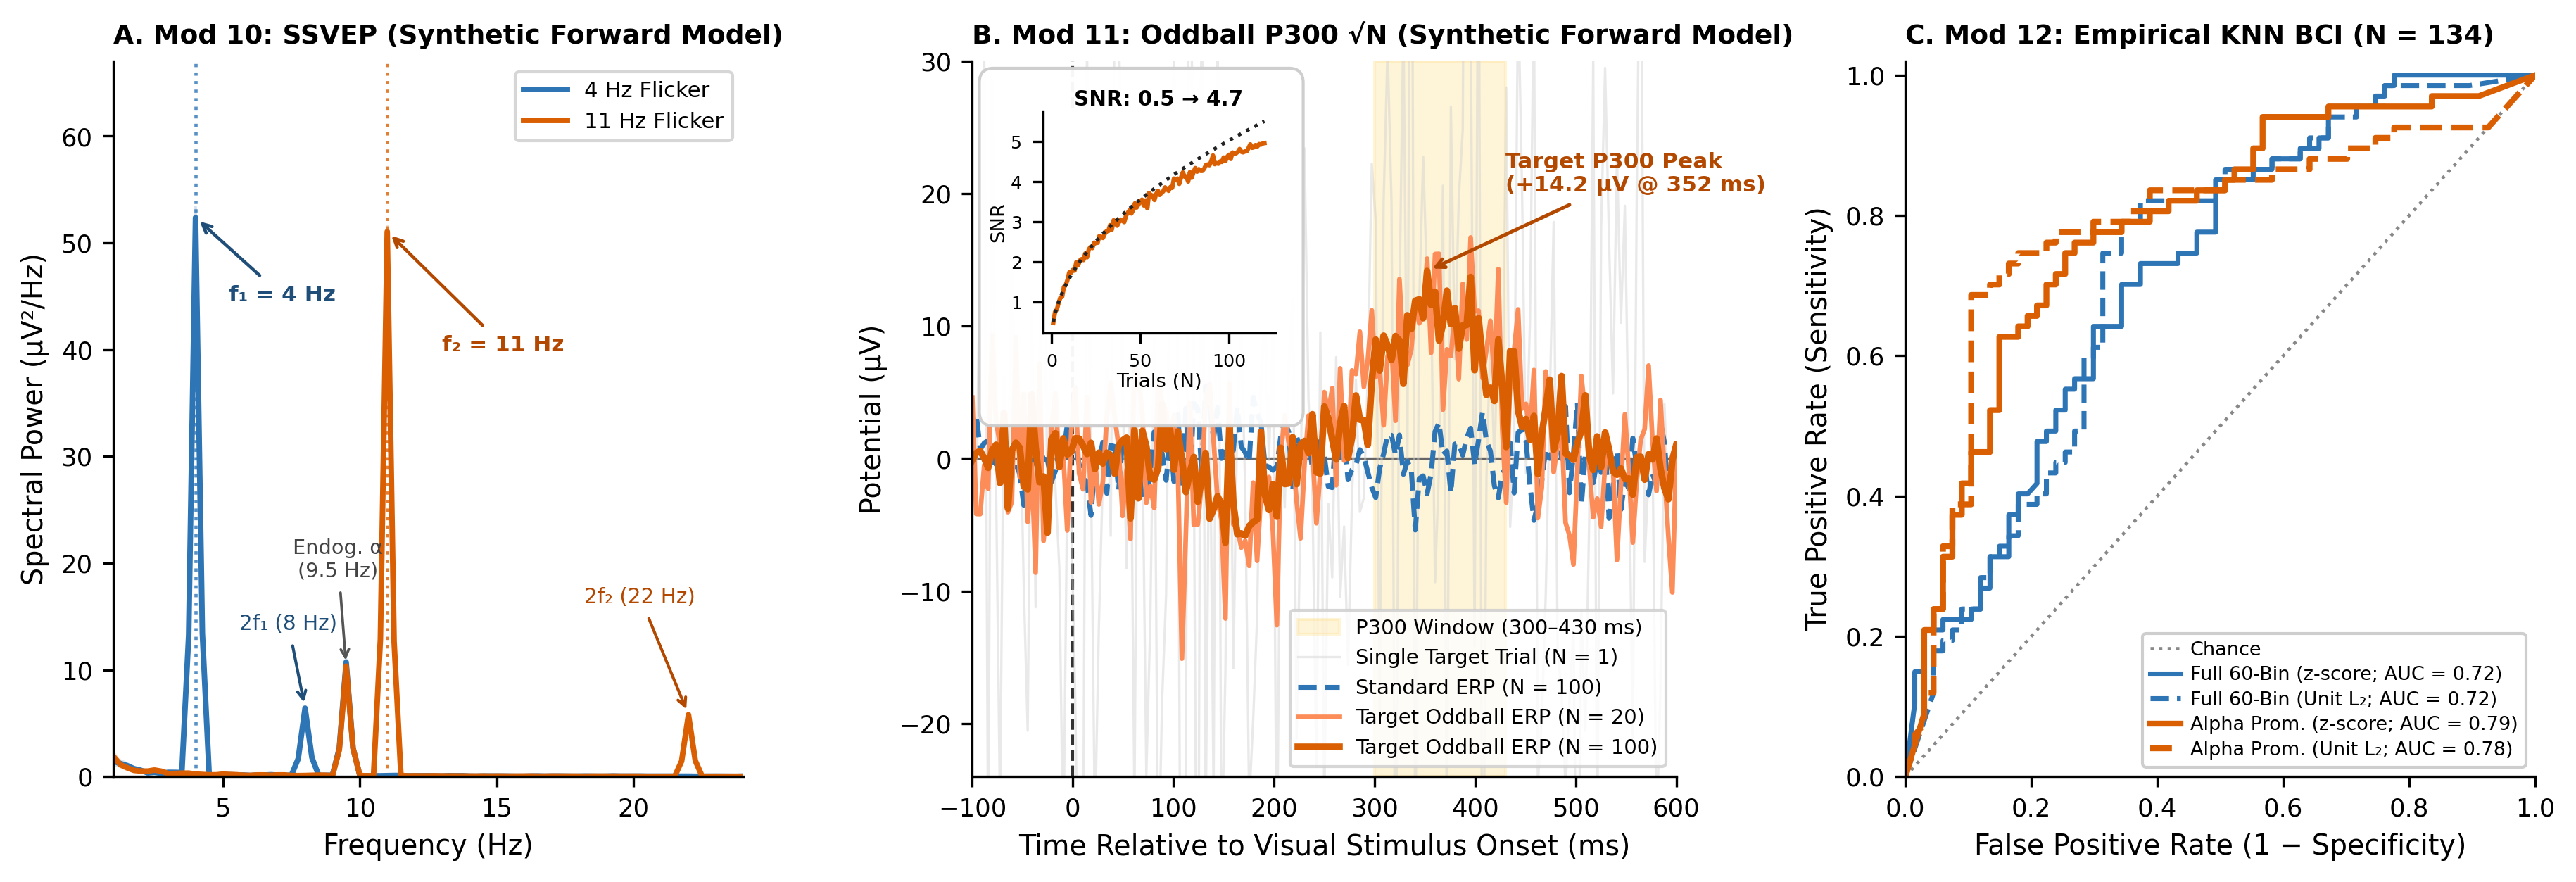 A. Mod 10: SSVEP (Synthetic Forward Model)
Spectral Power (µV²/Hz)
60
50
40
30
20
10
0
4 Hz Flicker
11 Hz Flicker
f₁ = 4 Hz
f₂ = 11 Hz
Endog. α
(9.5 Hz)
2f₁ (8 Hz)
2f₂ (22 Hz)
5
10
15
20
Frequency (Hz)
B. Mod 11: Oddball P300 √N (Synthetic Forward Model)
Potential (µV)
30
20
10
0
−10
−20
SNR: 0.5 → 4.7
SNR
5
4
3
2
1
0
50
100
Trials (N)
Target P300 Peak
(+14.2 µV @ 352 ms)
P300 Window (300–430 ms)
Single Target Trial (N = 1)
Standard ERP (N = 100)
Target Oddball ERP (N = 20)
Target Oddball ERP (N = 100)
−100
0
100
200
300
400
500
600
Time Relative to Visual Stimulus Onset (ms)
C. Mod 12: Empirical KNN BCI (N = 134)
True Positive Rate (Sensitivity)
1.0
0.8
0.6
0.4
0.2
0.0
Chance
Full 60-Bin (z-score; AUC = 0.72)
Full 60-Bin (Unit L₂; AUC = 0.72)
Alpha Prom. (z-score; AUC = 0.79)
Alpha Prom. (Unit L₂; AUC = 0.78)
0.0
0.2
0.4
0.6
0.8
1.0
False Positive Rate (1 − Specificity)